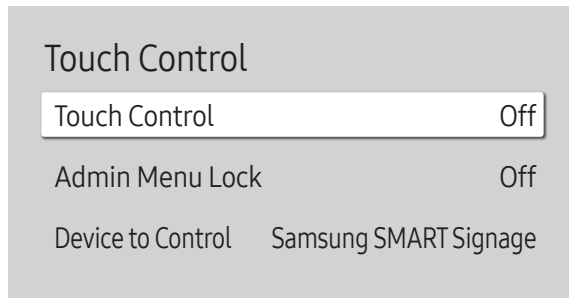 Touch Control
Touch Control Off
Admin Menu Lock Off
Device to Control Samsung SMART Signage